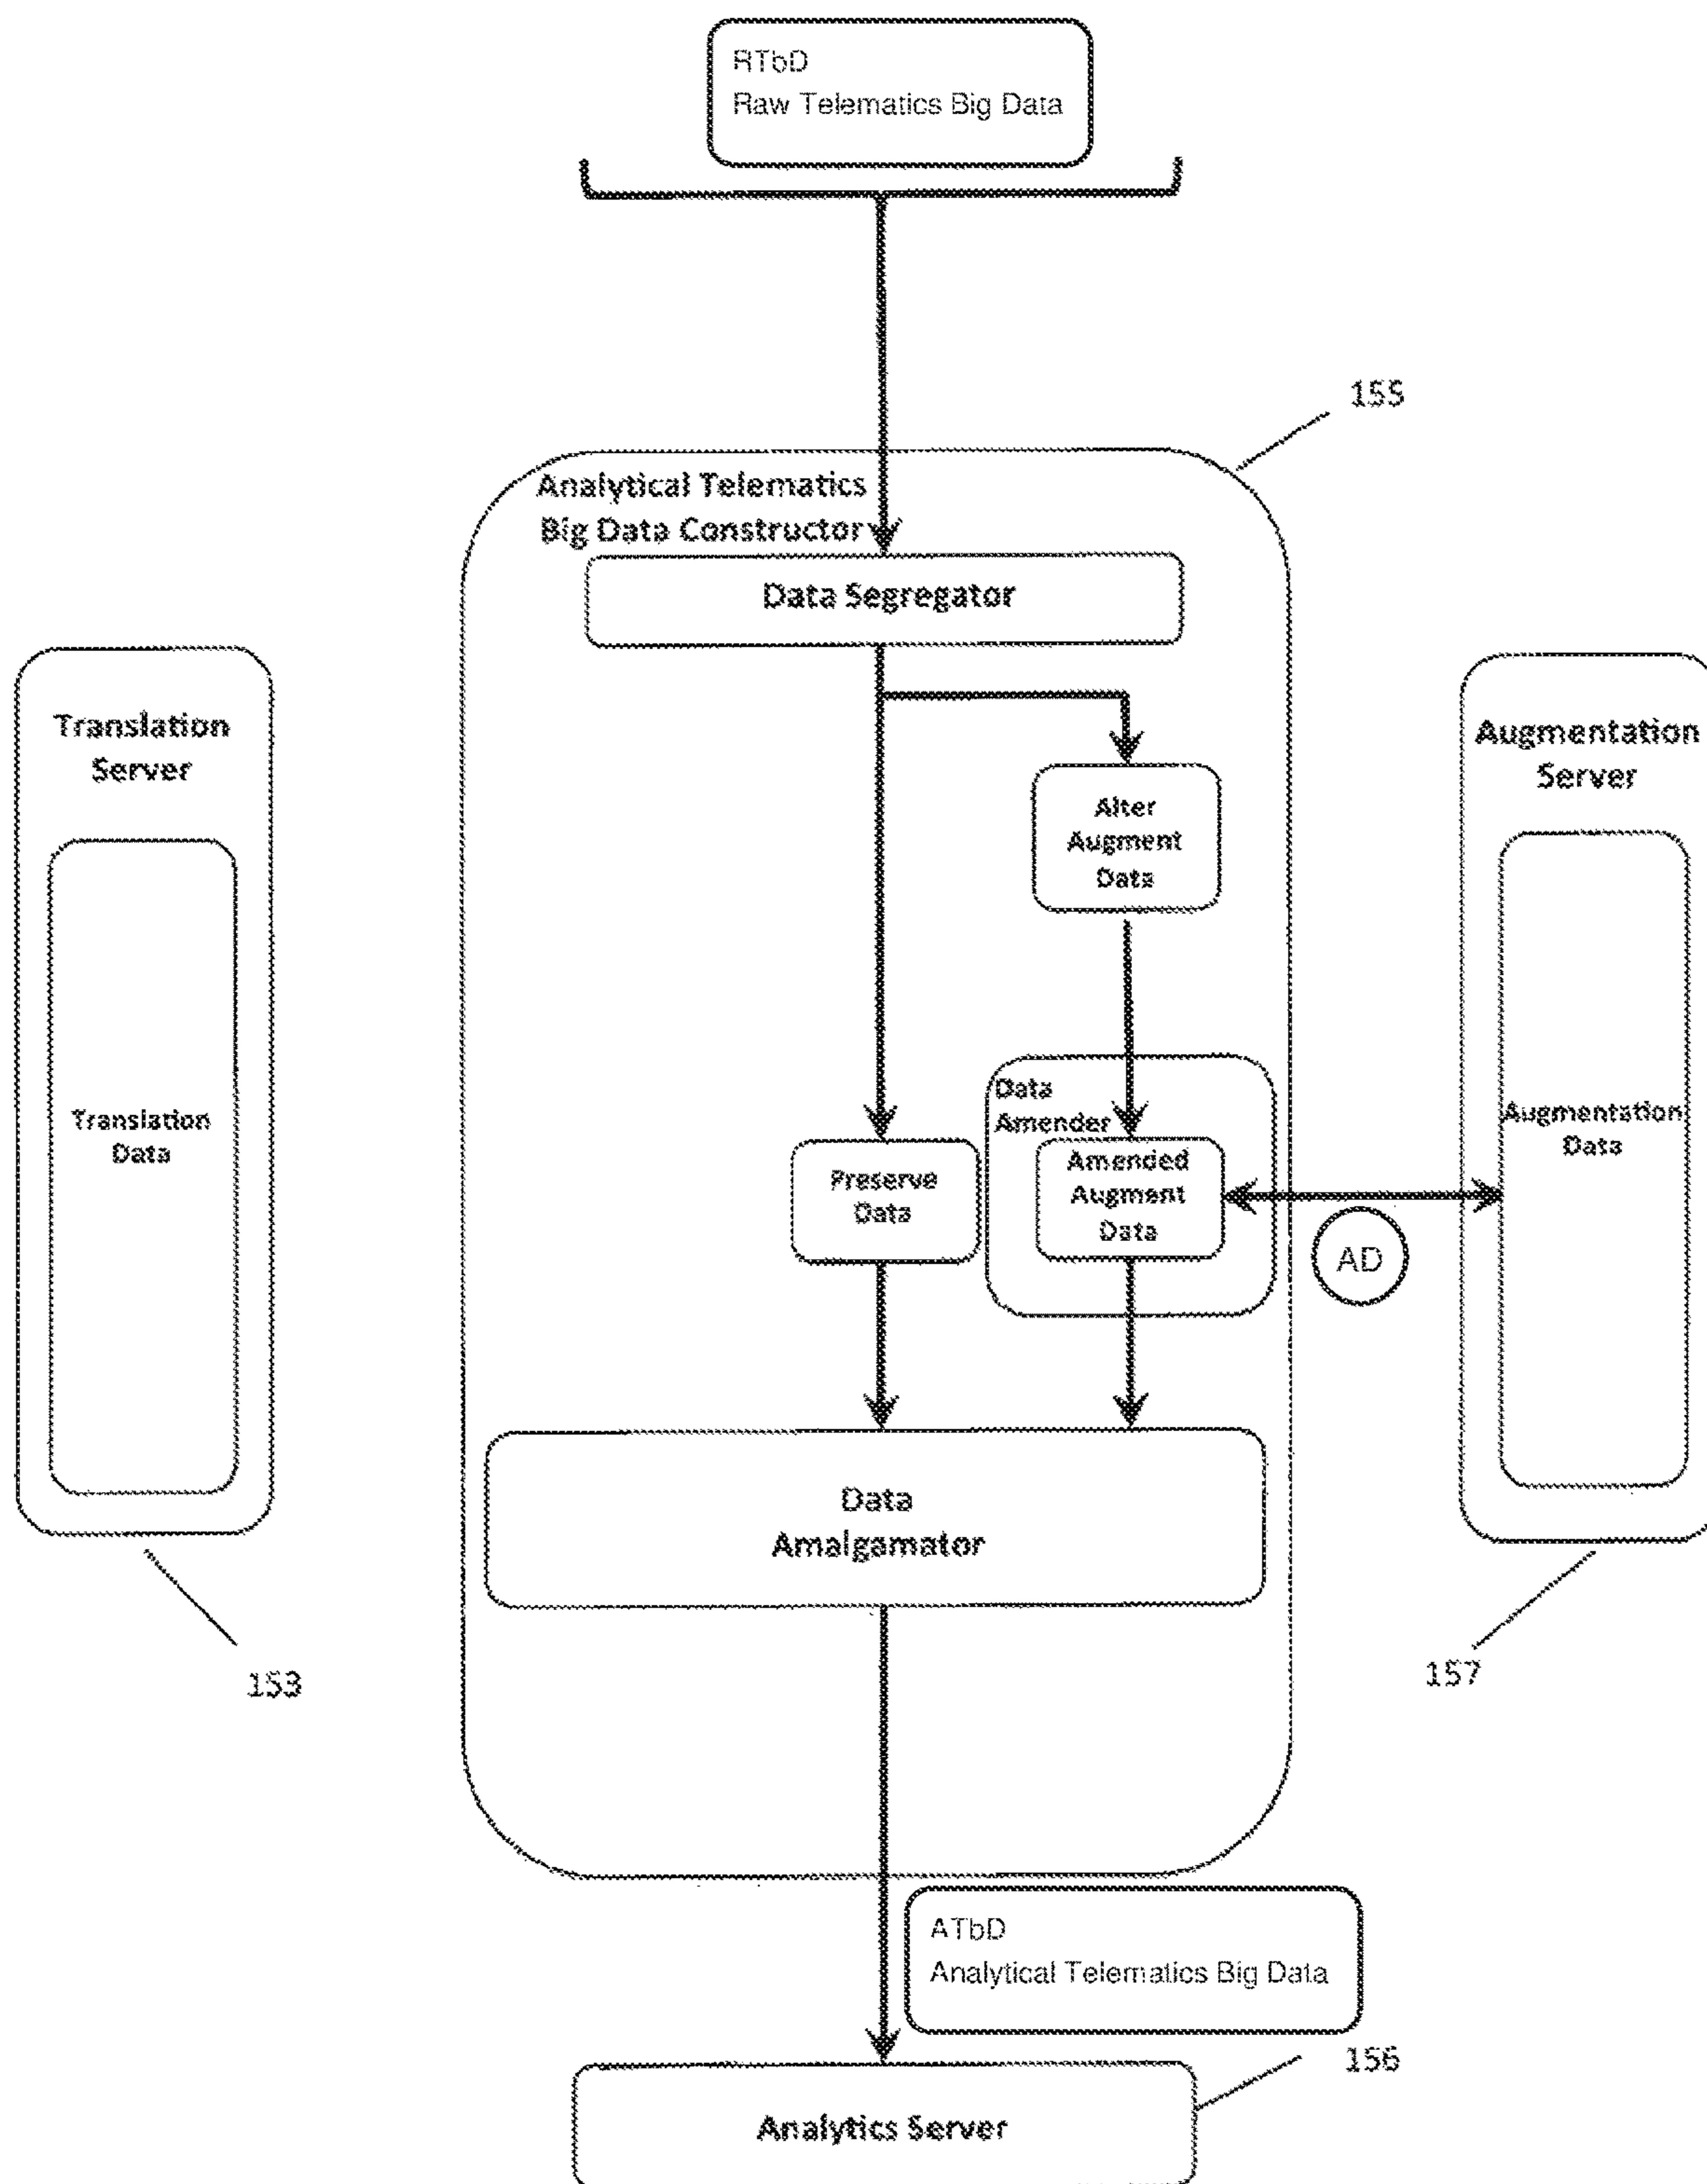 RTbD
Raw Telematics Big Data
155
Analytical Telematics
Big Data Constructor
Data Segregator
Translation
Server
Augmentation
Server
Alter
Augment
Data
Translation
Data
Data
Amender
Preserve
Data
Amended
Augment
Data
Augmentation
Data
AD
Data
Amalgamator
153
157
ATbD
Analytical Telematics Big Data
156
Analytics Server